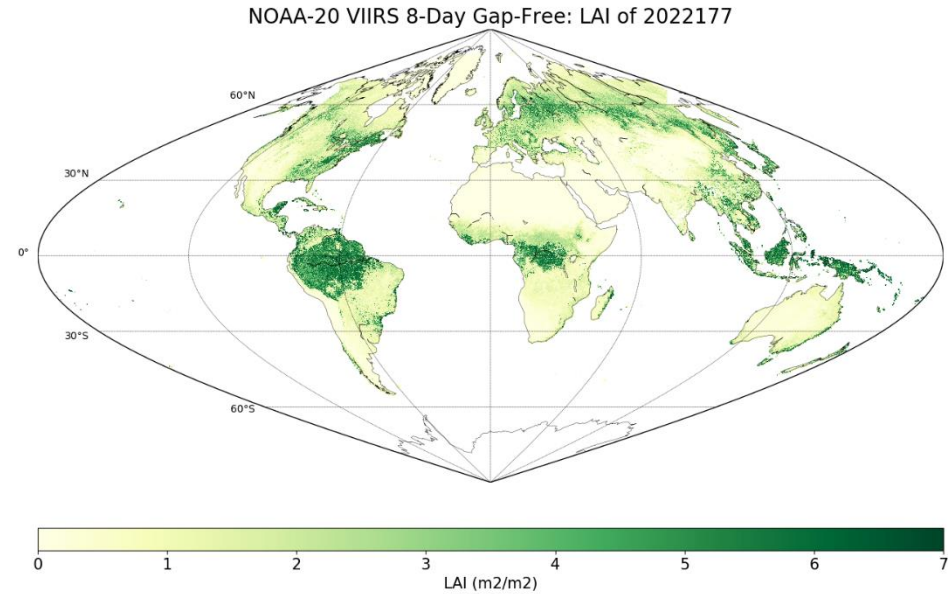 NOAA-20 VIIRS 8-Day Gap-Free: LAI of 2022177
60°N
30°N
0°
30°S
60°S
0 1 2 3 4 5 6 7
LAI (m2/m2)